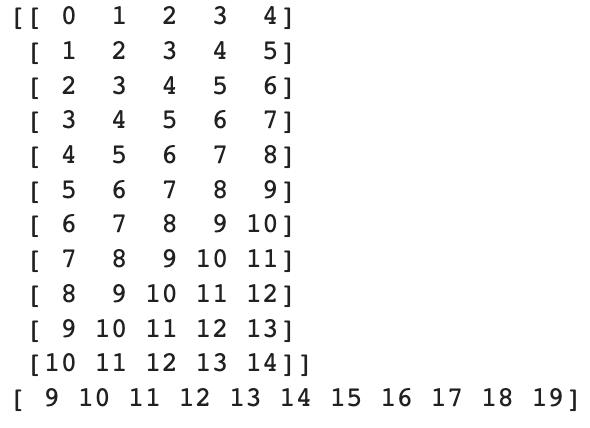 [[ 0  1  2  3  4]
 [ 1  2  3  4  5]
 [ 2  3  4  5  6]
 [ 3  4  5  6  7]
 [ 4  5  6  7  8]
 [ 5  6  7  8  9]
 [ 6  7  8  9 10]
 [ 7  8  9 10 11]
 [ 8  9 10 11 12]
 [ 9 10 11 12 13]
 [10 11 12 13 14]]
[ 9 10 11 12 13 14 15 16 17 18 19]